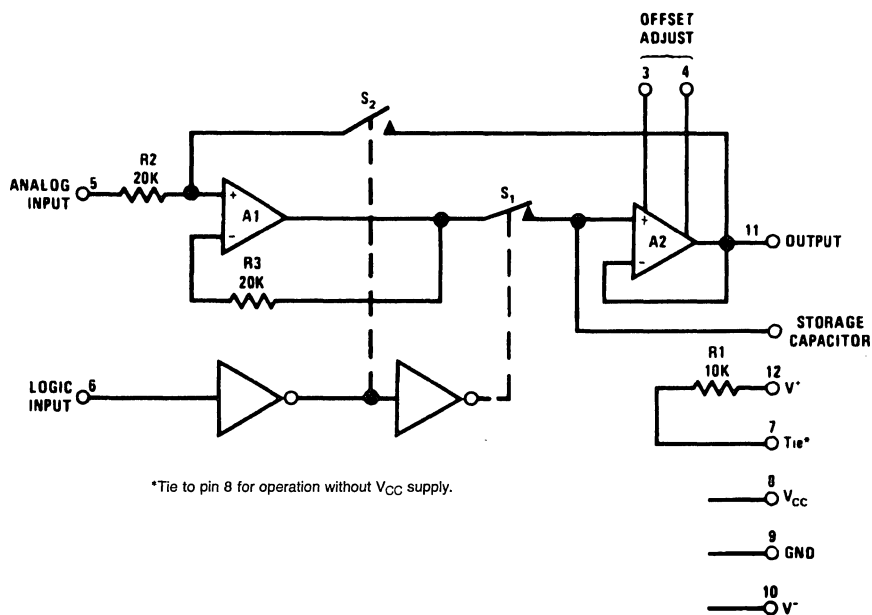 OFFSET
ADJUST
3 4
S2
R2
20K
ANALOG
INPUT
5
+
A1
−
S1
+
A2
−
11
OUTPUT
R3
20K
STORAGE
CAPACITOR
R1
10K
12
V+
LOGIC
INPUT
6
7
Tie*
*Tie to pin 8 for operation without VCC supply.
8
VCC
9
GND
10
V-